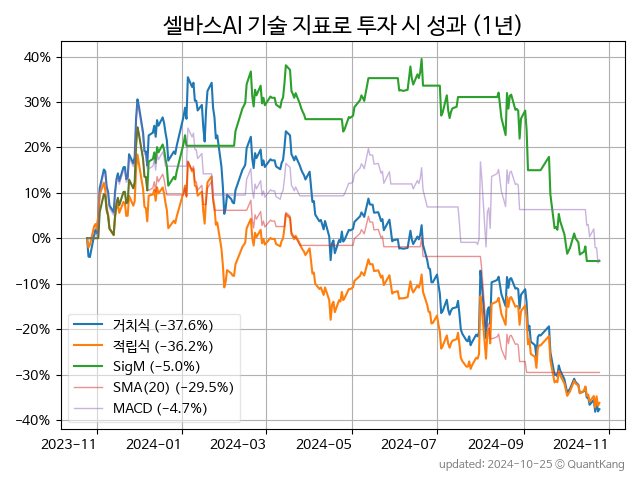 셀바스AI 기술 지표로 투자 시 성과 (1년)
40%
30%
20%
10%
0%
−10%
−20%
−30%
−40%
거치식 (−37.6%)
적립식 (−36.2%)
SigM (−5.0%)
SMA(20) (−29.5%)
MACD (−4.7%)
2023-11 2024-01 2024-03 2024-05 2024-07 2024-09 2024-11
updated: 2024-10-25 © QuantKang